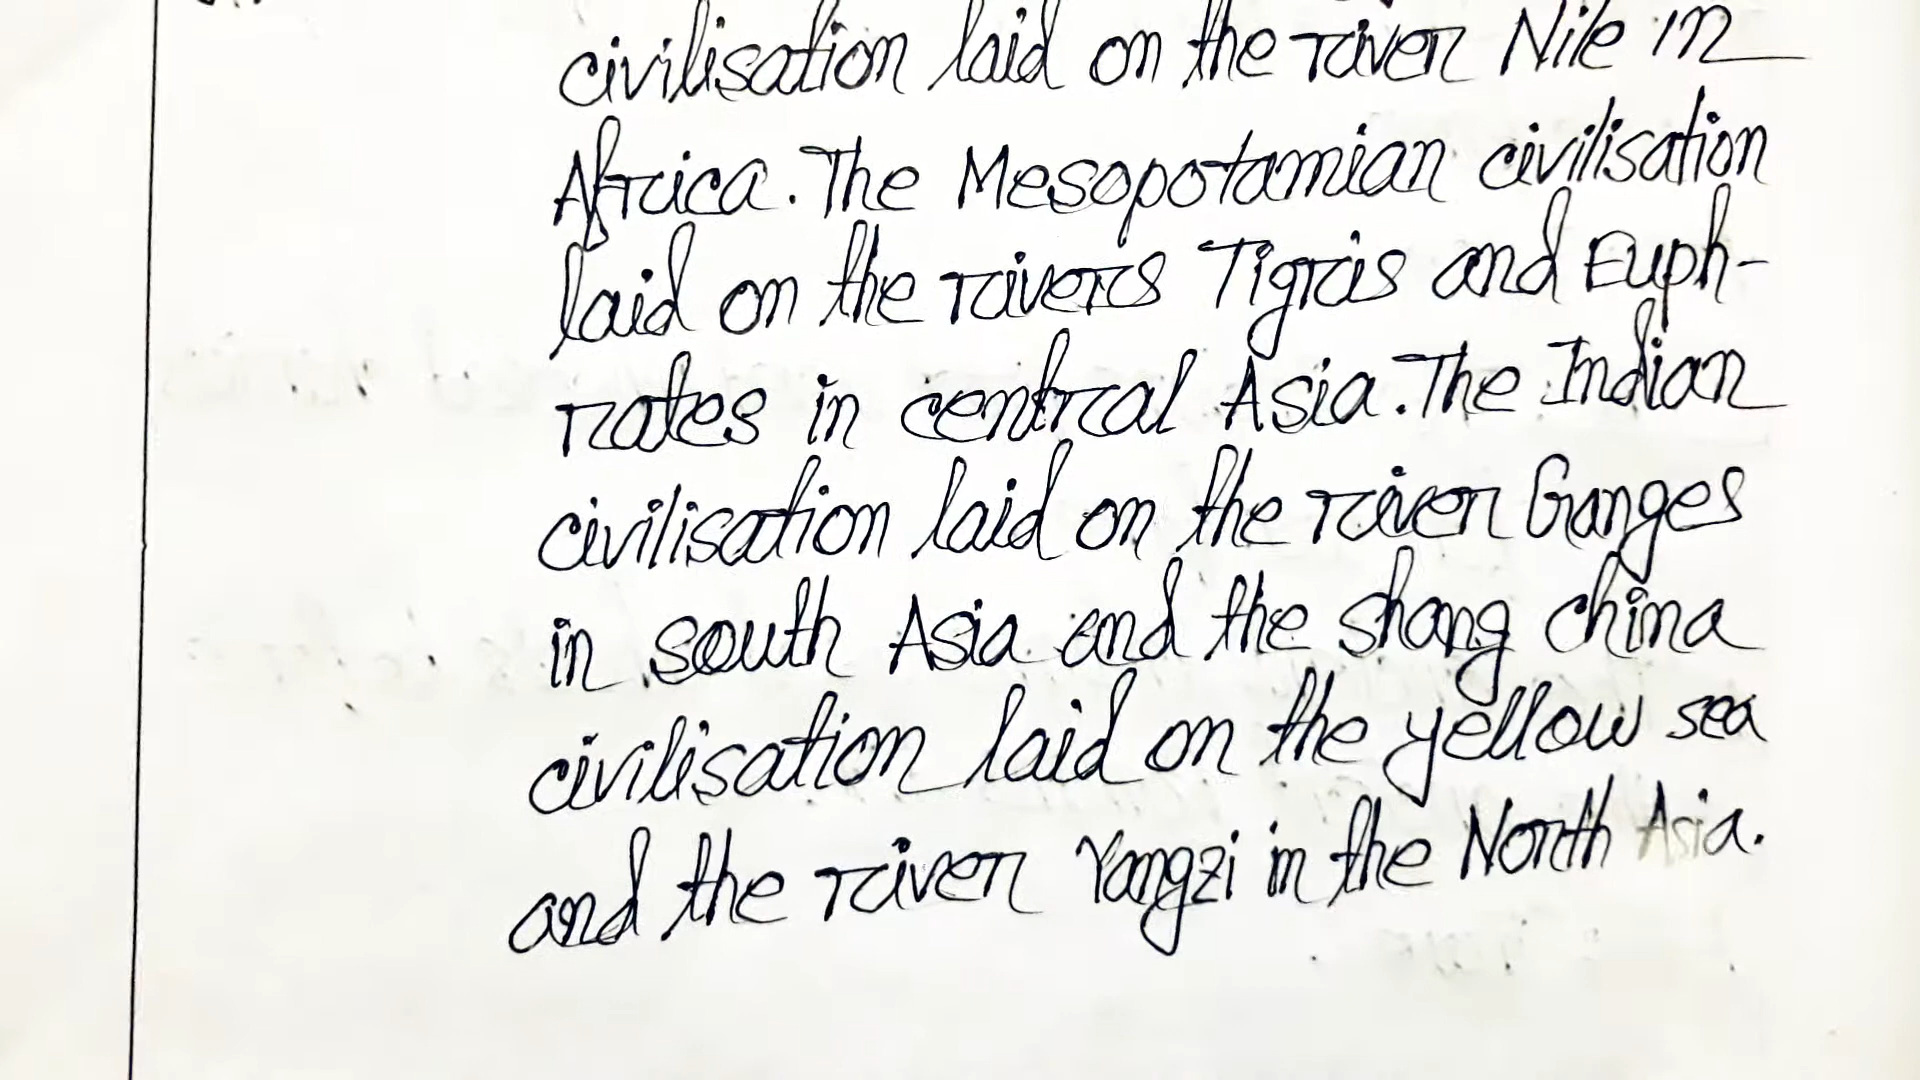 civilisation laid on the river Nile in
Africa. The Mesopotamian civilisation
laid on the rivers Tigris and Euph-
rates in central Asia. The Indian
civilisation laid on the river Ganges
in south Asia and the shang china
civilisation laid on the yellow sea
and the river Yangzi in the North Asia.